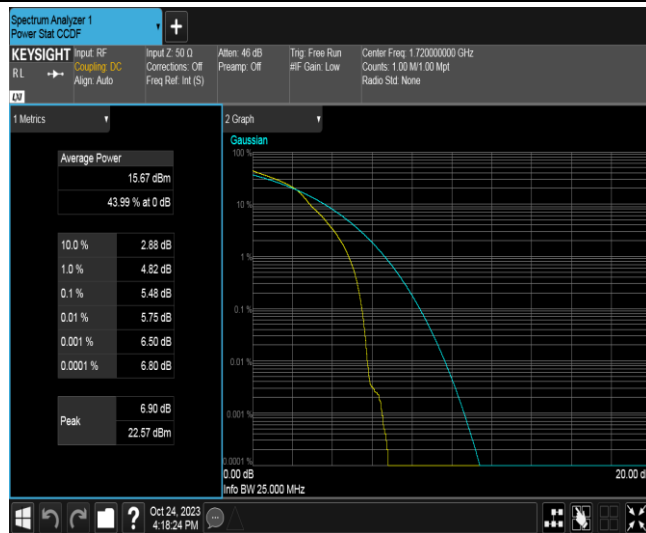 Spectrum Analyzer 1
Power Stat CCDF
KEYSIGHT
RL
Input: RF
Coupling: DC
Align: Auto
Input Z: 50 Ω
Corrections: Off
Freq Ref: Int (S)
Atten: 46 dB
Preamp: Off
Trig: Free Run
#IF Gain: Low
Center Freq: 1.720000000 GHz
Counts: 1.00 M/1.00 Mpt
Radio Std: None
1 Metrics
Average Power
15.67 dBm
43.99 % at 0 dB
10.0 % 2.88 dB
1.0 % 4.82 dB
0.1 % 5.48 dB
0.01 % 5.75 dB
0.001 % 6.50 dB
0.0001 % 6.80 dB
Peak
6.90 dB
22.57 dBm
2 Graph
Gaussian
100 %
10 %
1 %
0.1 %
0.01 %
0.001 %
0.0001 %
0.00 dB
20.00 d
Info BW 25.000 MHz
?
Oct 24, 2023
4:18:24 PM